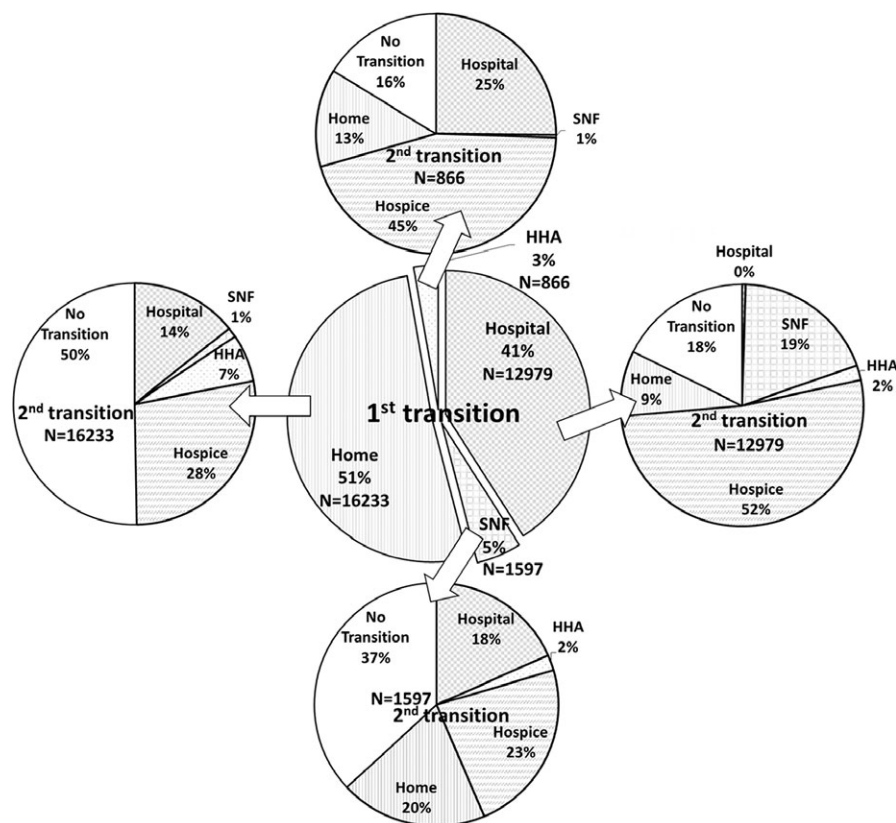 No
Transition
16%
Hospital
25%
Home
13%
SNF
1%
2nd transition
N=866
Hospice
45%
HHA
3%
N=866
No
Transition
50%
Hospital
14%
SNF
1%
HHA
7%
2nd transition
N=16233
Hospice
28%
Hospital
41%
N=12979
1st transition
Home
51%
N=16233
SNF
5%
N=1597
Hospital
0%
No
Transition
18%
SNF
19%
HHA
2%
Home
9%
2nd transition
N=12979
Hospice
52%
No
Transition
37%
Hospital
18%
HHA
2%
N=1597
2nd transition
Hospice
23%
Home
20%